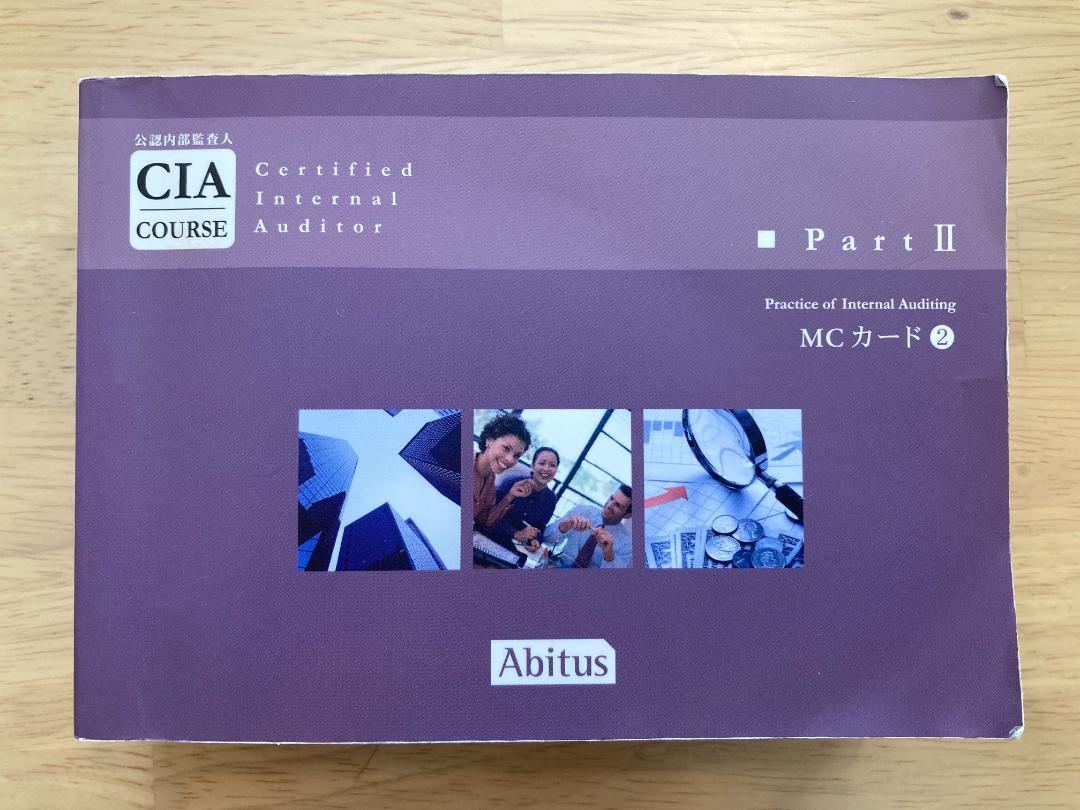 公認内部監査人
CIA
COURSE
Certified
Internal
Auditor
■ Part Ⅱ
Practice of Internal Auditing
MCカード❷
Abitus